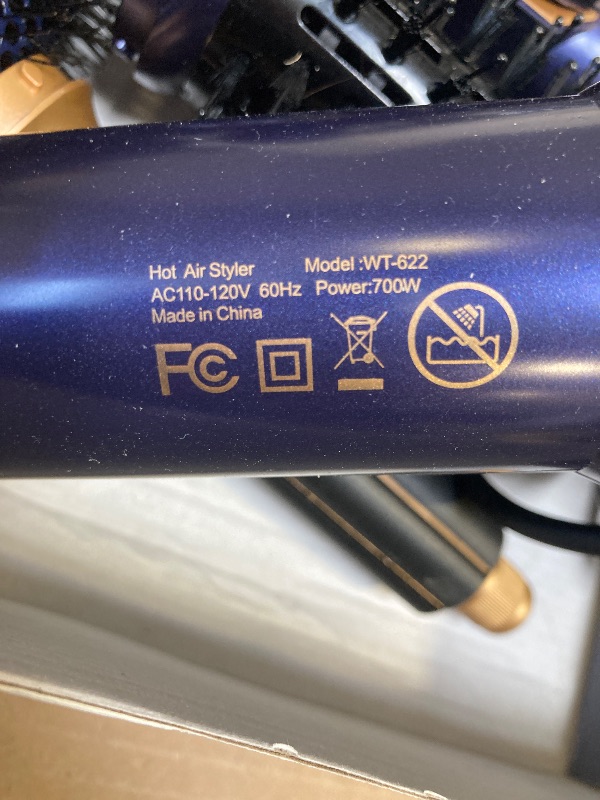 Hot Air Styler Model :WT-622
AC110-120V 60Hz Power:700W
Made in China
FC